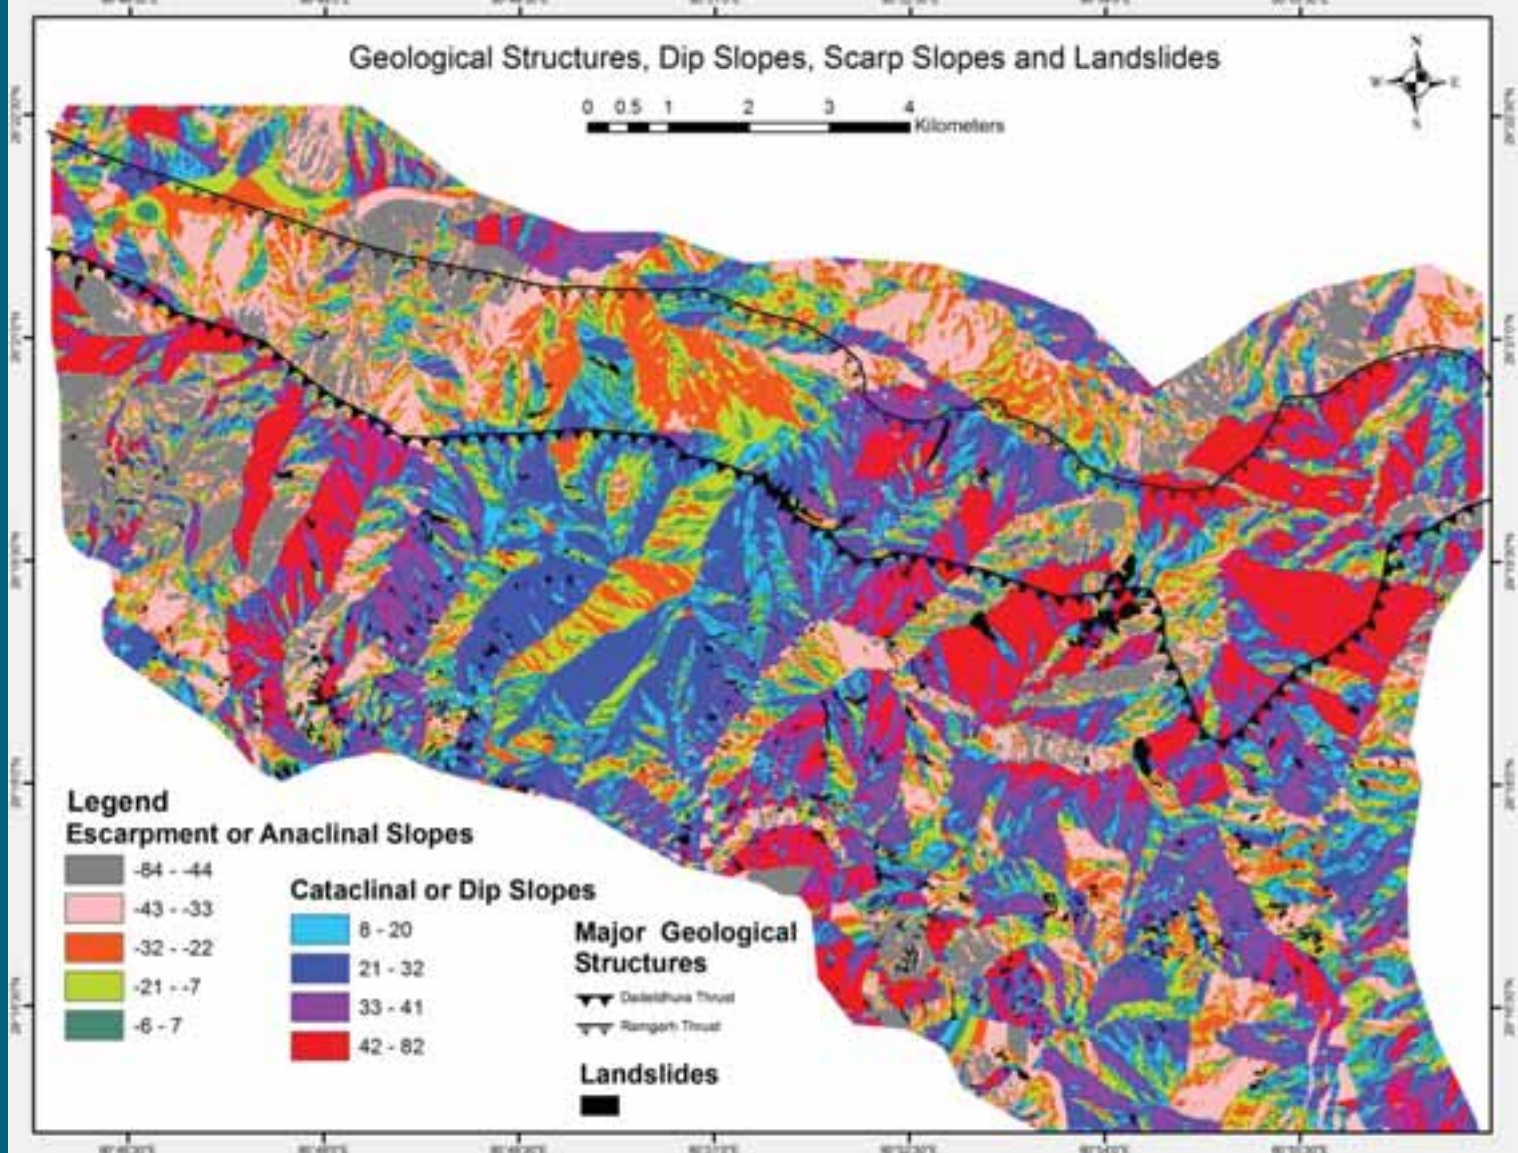 Geological Structures, Dip Slopes, Scarp Slopes and Landslides
N
W E
S
0 0.5 1 2 3 4
Kilometers
Legend
Escarpment or Anaclinal Slopes
-84 - -44
-43 - -33
-32 - -22
-21 - -7
-6 - 7
Cataclinal or Dip Slopes
8 - 20
21 - 32
33 - 41
42 - 82
Major Geological
Structures
Dadeldhura Thrust
Ramgarh Thrust
Landslides